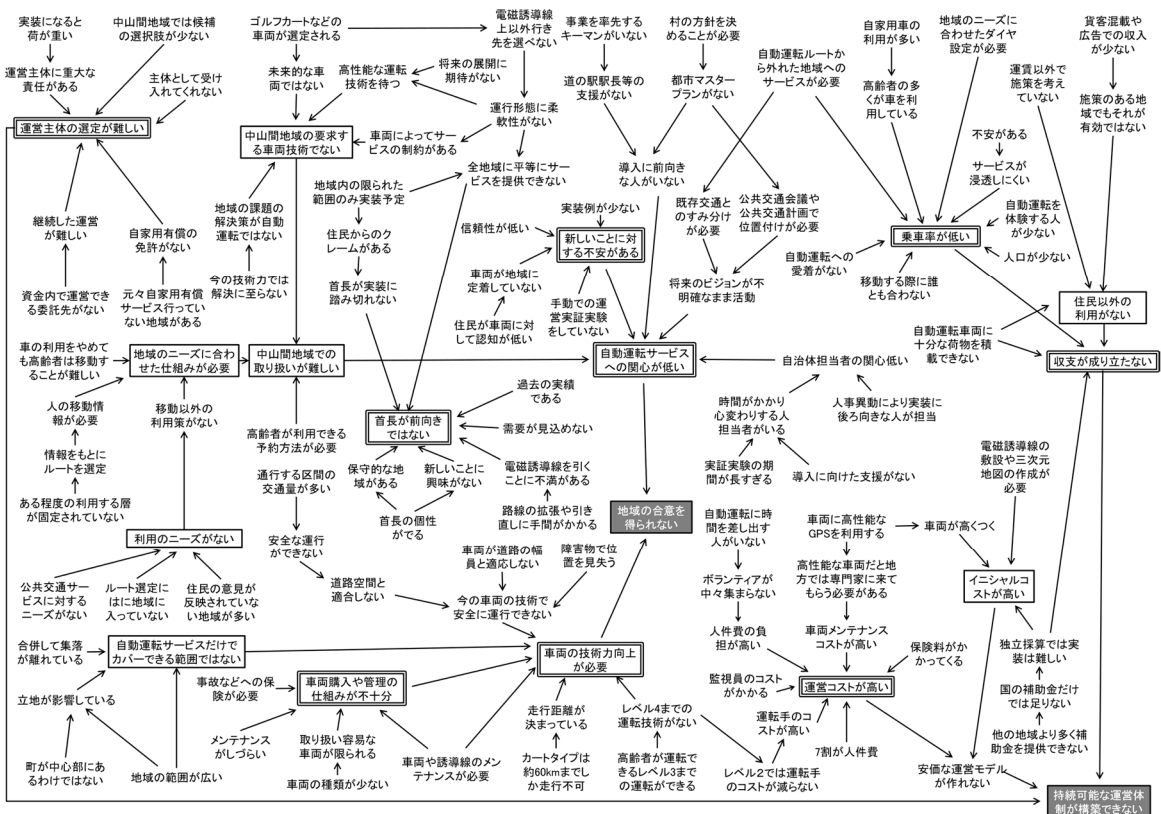 実装になると
荷が重い
運営主体に重大な
責任がある
中山間地域では候補
の選択肢が少ない
主体として受け
入れてくれない
運営主体の選定が難しい
継続した運営
が難しい
資金内で運営でき
る委託先がない
自家用有償
の免許がない
元々自家用有償
サービス行ってい
ない地域がある
ゴルフカートなどの
車両が選定される
未来的な車
両ではない
高性能な運転
技術を待つ
将来の展開に
期待がない
電磁誘導線
上以外行き
先を選べない
運行形態に柔
軟性がない
車両によってサー
ビスの制約がある
中山間地域の要求す
る車両技術でない
全地域に平等にサー
ビスを提供できない
地域の課題の
解決策が自動
運転ではない
今の技術力では
解決に至らない
地域内の限られた
範囲のみ実装予定
住民からのク
レームがある
首長が実装に
踏み切れない
事業を率先する
キーマンがいない
道の駅駅長等の
支援がない
村の方針を決
めることが必要
都市マスター
プランがない
導入に前向き
な人がいない
自動運転ルートか
ら外れた地域への
サービスが必要
既存交通と
のすみ分け
が必要
公共交通会議や
公共交通計画で
位置付けが必要
将来のビジョンが不
明確なまま活動
実装例が少ない
信頼性が低い
新しいことに対
する不安がある
車両が地域に
定着していない
住民が車両に対
して認知が低い
手動での運
営実証実験
をしていない
自家用車の
利用が多い
高齢者の多
くが車を利
用している
地域のニーズに
合わせたダイヤ
設定が必要
不安がある
サービスが
浸透しにくい
自動運転を
体験する人
が少ない
人口が少ない
乗車率が低い
自動運転への
愛着がない
移動する際に誰
とも合わない
運賃以外で
施策を考え
ていない
貨客混載や
広告での収入
が少ない
施策のある地
域でもそれが
有効ではない
住民以外の
利用がない
自動運転車両に
十分な荷物を積
載できない
収支が成り立たない
車の利用をやめて
も高齢者は移動す
ることが難しい
地域のニーズに合わ
せた仕組みが必要
中山間地域での
取り扱いが難しい
自動運転サービス
への関心が低い
自治体担当者の関心低い
人の移動情
報が必要
情報をもとに
ルートを選定
ある程度の利用する層
が固定されていない
移動以外の
利用策がない
利用のニーズがない
公共交通サー
ビスに対する
ニーズがない
ルート選定に
はに地域に
入っていない
住民の意見が
反映されていな
い地域が多い
高齢者が利用できる
予約方法が必要
通行する区間の
交通量が多い
安全な運行
ができない
道路空間と
適合しない
首長が前向き
ではない
過去の実績
である
需要が見込めない
電磁誘導線を引く
ことに不満がある
路線の拡張や引き
直しに手間がかかる
保守的な地
域がある
新しいことに
興味がない
首長の個性
がでる
時間がかかり
心変わりする人
担当者がいる
人事異動により実装に
後ろ向きな人が担当
実証実験の期
間が長すぎる
導入に向けた支援がない
地域の合意を
得られない
車両が道路の幅
員と適応しない
障害物で位
置を見失う
今の車両の技術で
安全に運行できない
自動運転に時
間を差し出す
人がいない
ボランティアが
中々集まらない
人件費の負
担が高い
車両に高性能な
GPSを利用する
高性能な車両だと地
方では専門家に来て
もらう必要がある
車両メンテナンス
コストが高い
車両が高くつく
電磁誘導線の
敷設や三次元
地図の作成が
必要
イニシャルコ
ストが高い
独立採算では実
装は難しい
国の補助金だけ
では足りない
他の地域より多く補
助金を提供できない
保険料がか
かってくる
監視員のコスト
がかかる
運営コストが高い
運転手のコ
ストが高い
7割が人件費
レベル2では運転手
のコストが減らない
安価な運営モデル
が作れない
持続可能な運営体
制が構築できない
合併して集落
が離れている
自動運転サービスだけで
カバーできる範囲ではない
立地が影響している
町が中心部に
あるわけではない
地域の範囲が広い
事故などへの保
険が必要
車両購入や管理の
仕組みが不十分
メンテナンス
がしづらい
取り扱い容易な
車両が限られる
車両の種類が少ない
車両や誘導線のメン
テナンスが必要
車両の技術力向上
が必要
走行距離が
決まっている
カートタイプは
約60kmまでし
か走行不可
レベル4までの
運転技術がない
高齢者が運転で
きるレベル3まで
の運転ができる